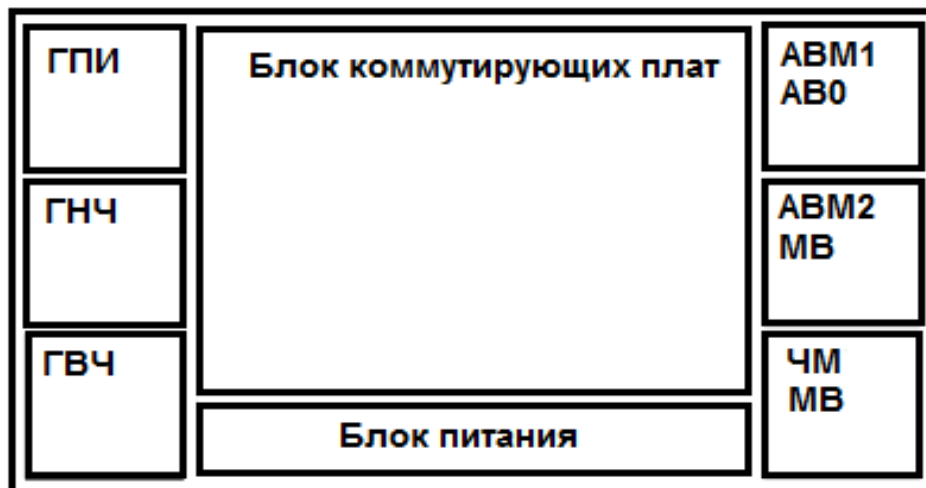 ГПИ
Блок коммутирующих плат
АВМ1
АВ0
ГНЧ
АВМ2
МВ
ГВЧ
ЧМ
МВ
Блок питания